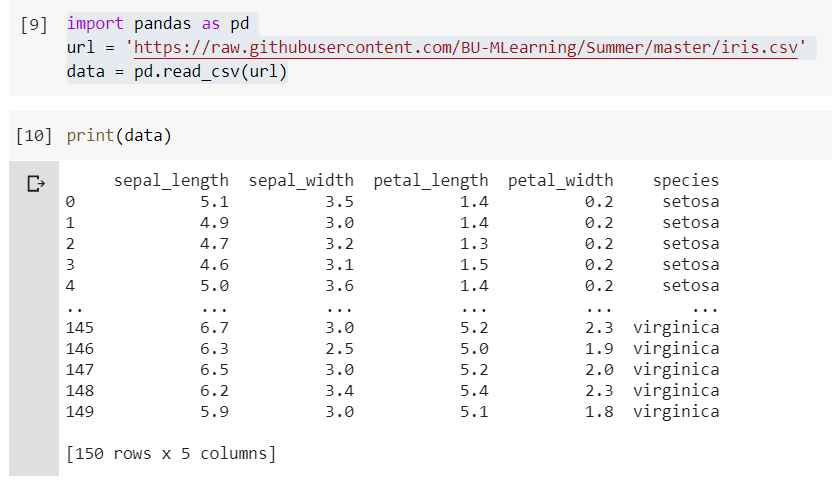 [9] import pandas as pd
url = 'https://raw.githubusercontent.com/BU-MLearning/Summer/master/iris.csv'
data = pd.read_csv(url)
[10] print(data)
sepal_length sepal_width petal_length petal_width species
0 5.1 3.5 1.4 0.2 setosa
1 4.9 3.0 1.4 0.2 setosa
2 4.7 3.2 1.3 0.2 setosa
3 4.6 3.1 1.5 0.2 setosa
4 5.0 3.6 1.4 0.2 setosa
.. ... ... ... ... ...
145 6.7 3.0 5.2 2.3 virginica
146 6.3 2.5 5.0 1.9 virginica
147 6.5 3.0 5.2 2.0 virginica
148 6.2 3.4 5.4 2.3 virginica
149 5.9 3.0 5.1 1.8 virginica
[150 rows x 5 columns]